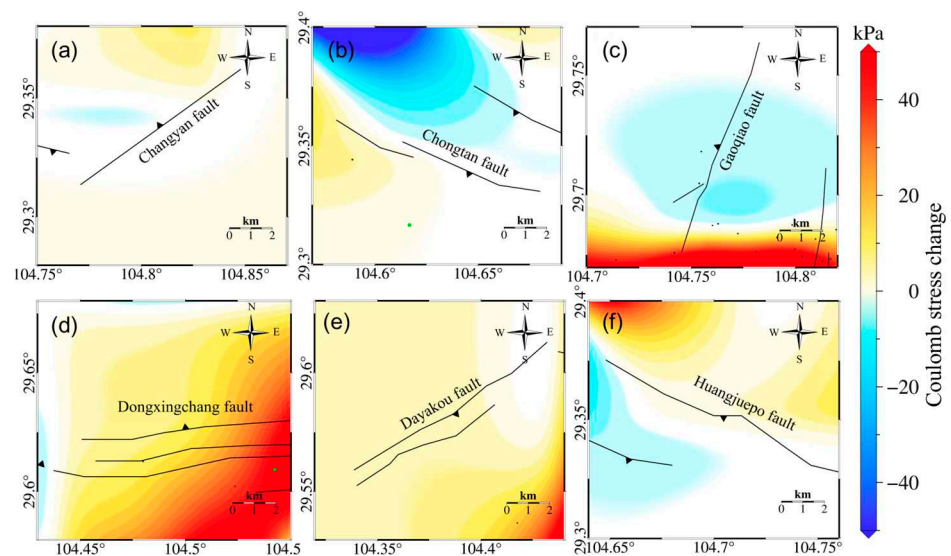 (a)
N
W E
S
Changyan fault
km
0 1 2
29.35°
29.3°
104.75° 104.8° 104.85°
(b)
N
W E
S
Chongtan fault
km
0 1 2
29.4°
29.35°
29.3°
104.6° 104.65°
(c)
N
W E
S
Gaoqiao fault
km
0 1 2
29.75°
29.7°
104.7° 104.75° 104.8°
(d)
N
W E
S
Dongxingchang fault
km
0 1 2
29.65°
29.6°
104.45° 104.5° 104.5
(e)
N
W E
S
Dayakou fault
km
0 1 2
29.6°
29.55°
104.35° 104.4°
(f)
N
W E
S
Huangjuepo fault
km
0 1 2
29.4°
29.35°
29.3°
104.65° 104.7° 104.75°
kPa
40
20
0
−20
−40
Coulomb stress change